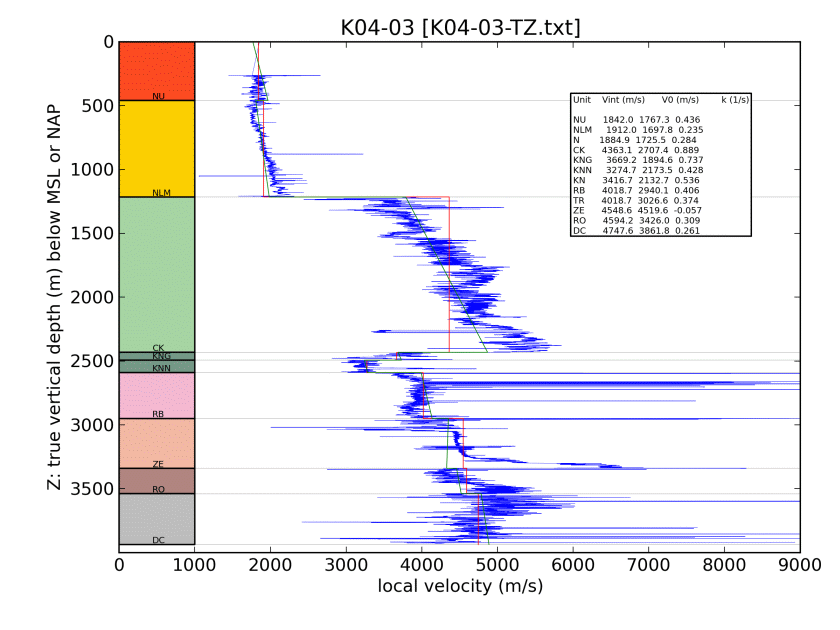 K04-03 [K04-03-TZ.txt]
Z: true vertical depth (m) below MSL or NAP
0
500
1000
1500
2000
2500
3000
3500
NU
NLM
CK
KNG
KNN
RB
ZE
RO
DC
Unit Vint (m/s) V0 (m/s) k (1/s)
NU 1842.0 1767.3 0.436
NLM 1912.0 1697.8 0.235
N 1884.9 1725.5 0.284
CK 4363.1 2707.4 0.889
KNG 3669.2 1894.6 0.737
KNN 3274.7 2173.5 0.428
KN 3416.7 2132.7 0.536
RB 4018.7 2940.1 0.406
TR 4018.7 3026.6 0.374
ZE 4548.6 4519.6 -0.057
RO 4594.2 3426.0 0.309
DC 4747.6 3861.8 0.261
0 1000 2000 3000 4000 5000 6000 7000 8000 9000
local velocity (m/s)